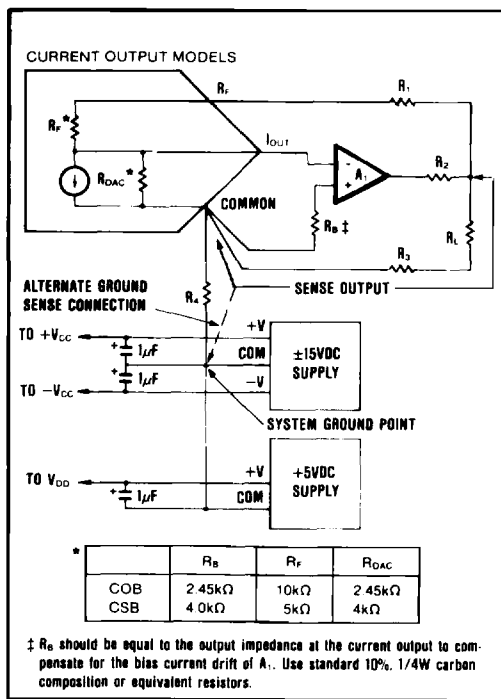 CURRENT OUTPUT MODELS
RF
R1
RF*
IOUT
RDAC*
-
+
A1
R2
COMMON
RB ‡
RL
R3
SENSE OUTPUT
ALTERNATE GROUND
SENSE CONNECTION
R4
TO +VCC
+
1μF
+V
COM
±15VDC
SUPPLY
+
1μF
TO -VCC
-V
SYSTEM GROUND POINT
TO VDD
+
1μF
+V
COM
+5VDC
SUPPLY
*
RB RF RDAC
COB 2.45kΩ 10kΩ 2.45kΩ
CSB 4.0kΩ 5kΩ 4kΩ
‡ RB should be equal to the output impedance at the current output to com-
pensate for the bias current drift of A1. Use standard 10%, 1/4W carbon
composition or equivalent resistors.